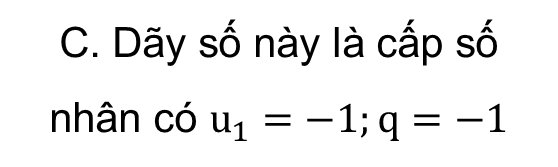 C. Dãy số này là cấp số
nhân có u₁ = −1; q = −1